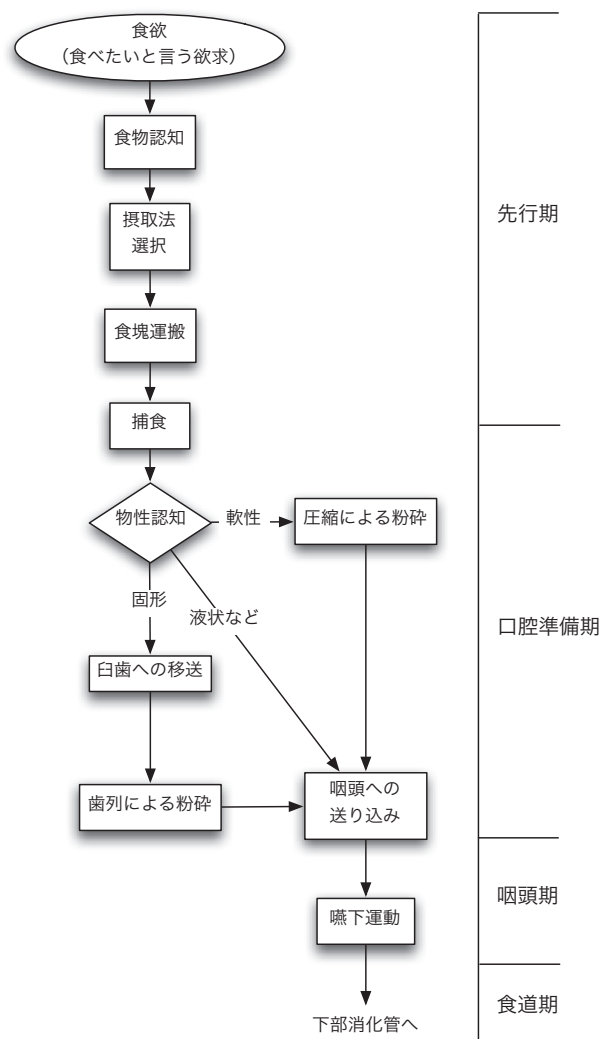 食欲
（食べたいと言う欲求）
食物認知
摂取法
選択
先行期
食塊運搬
捕食
物性認知
軟性
圧縮による粉砕
固形
液状など
口腔準備期
臼歯への移送
歯列による粉砕
咽頭への
送り込み
咽頭期
嚥下運動
食道期
下部消化管へ